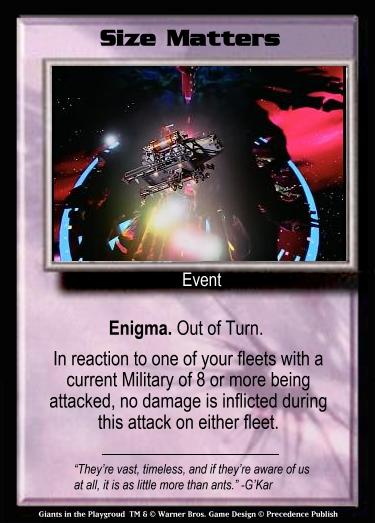 Size Matters
Event
Enigma. Out of Turn.
In reaction to one of your fleets with a
current Military of 8 or more being
attacked, no damage is inflicted during
this attack on either fleet.
“They’re vast, timeless, and if they’re aware of us
at all, it is as little more than ants.” -G’Kar
Giants in the Playgroud TM & © Warner Bros. Game Design © Precedence Publish